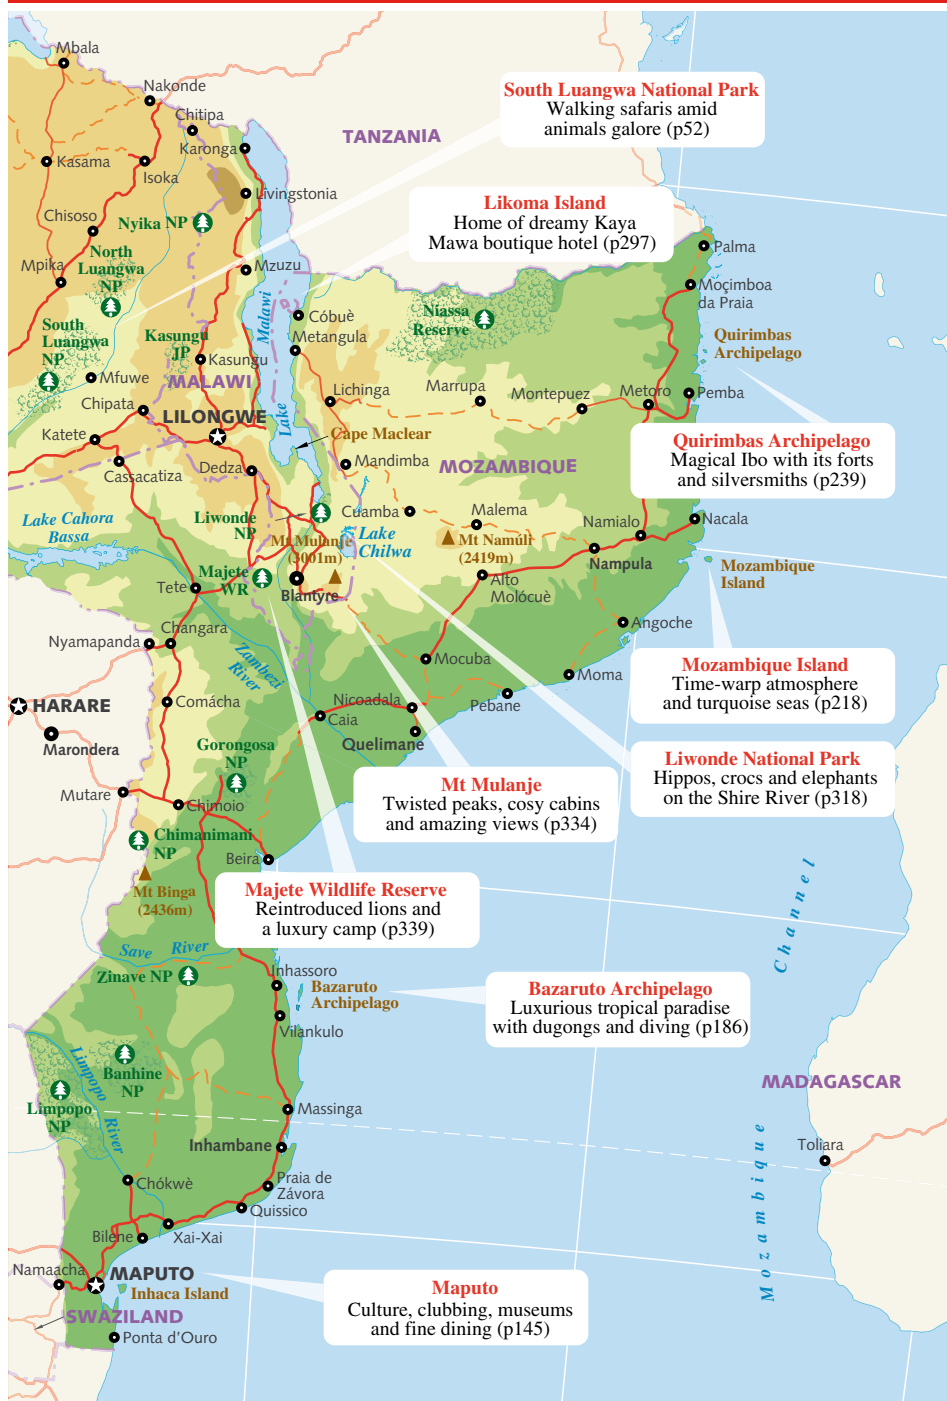 Mbala
Nakonde
Chitipa
Karonga
TANZANIA
South Luangwa National Park
Walking safaris amid
animals galore (p52)
Kasama
Isoka
Livingstonia
Likoma Island
Home of dreamy Kaya
Mawa boutique hotel (p297)
Chisoso
Nyika NP
North
Luangwa
NP
Mpika
Mzuzu
Palma
Moçimboa
da Praia
South
Luangwa
NP
Kasungu
JP
Kasungu
Lake Malawi
Cóbuè
Metangula
Niassa
Reserve
Quirimbas
Archipelago
Mfuwe
MALAWI
Chipata
LILONGWE
Lichinga
Marrupa
Montepuez
Metoro
Pemba
Katete
Cassacatiza
Dedza
Cape Maclear
Mandimba
MOZAMBIQUE
Quirimbas Archipelago
Magical Ibo with its forts
and silversmiths (p239)
Lake Cahora
Bassa
Liwonde
NP
Cuamba
Malema
Namialo
Nacala
Mt Mulanje
(3001m)
Lake
Chilwa
Mt Namúli
(2419m)
Nampula
Mozambique
Island
Tete
Majete
WR
Blantyre
Alto
Molócuè
Nyamapanda
Changara
Zambezi
River
Mocuba
Angoche
Moma
Mozambique Island
Time-warp atmosphere
and turquoise seas (p218)
HARARE
Marondera
Comácha
Nicoadala
Caia
Quelimane
Pebane
Gorongosa
NP
Liwonde National Park
Hippos, crocs and elephants
on the Shire River (p318)
Mt Mulanje
Twisted peaks, cosy cabins
and amazing views (p334)
Mutare
Chimoio
Chimanimani
NP
Beira
Mt Binga
(2436m)
Majete Wildlife Reserve
Reintroduced lions and
a luxury camp (p339)
Save River
Zinave NP
Inhassoro
Bazaruto
Archipelago
Vilankulo
Bazaruto Archipelago
Luxurious tropical paradise
with dugongs and diving (p186)
Limpopo River
Banhine
NP
Limpopo
NP
Massinga
MADAGASCAR
Inhambane
Toliara
Mozambique Channel
Chókwè
Praia de
Závora
Quissico
Bilene
Xai-Xai
Namaacha
MAPUTO
Inhaca Island
SWAZILAND
Ponta d'Ouro
Maputo
Culture, clubbing, museums
and fine dining (p145)